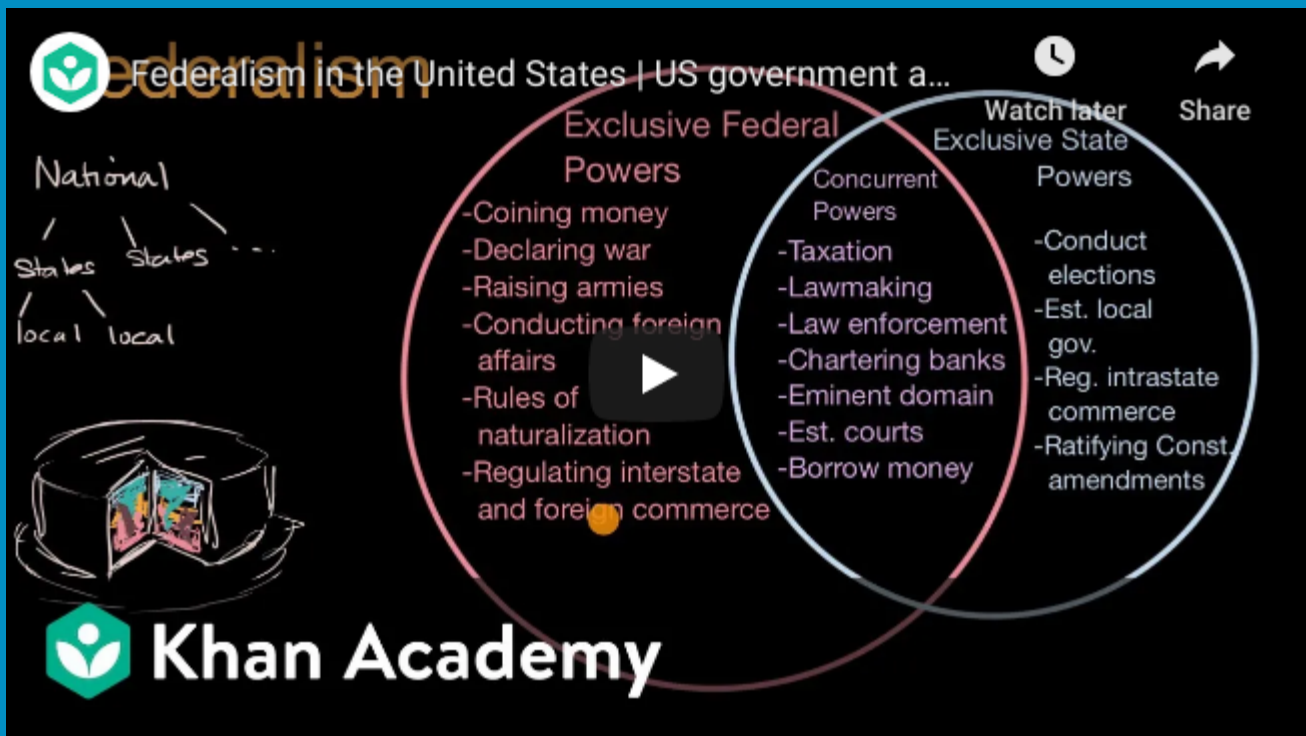 Federalism
Federalism in the United States | US government a...
Watch later
Share
National
States
States
...
local
local
Exclusive Federal
Powers
-Coining money
-Declaring war
-Raising armies
-Conducting foreign
affairs
-Rules of
naturalization
-Regulating interstate
and foreign commerce
Concurrent
Powers
-Taxation
-Lawmaking
-Law enforcement
-Chartering banks
-Eminent domain
-Est. courts
-Borrow money
Exclusive State
Powers
-Conduct
elections
-Est. local
gov.
-Reg. intrastate
commerce
-Ratifying Const.
amendments
Khan Academy